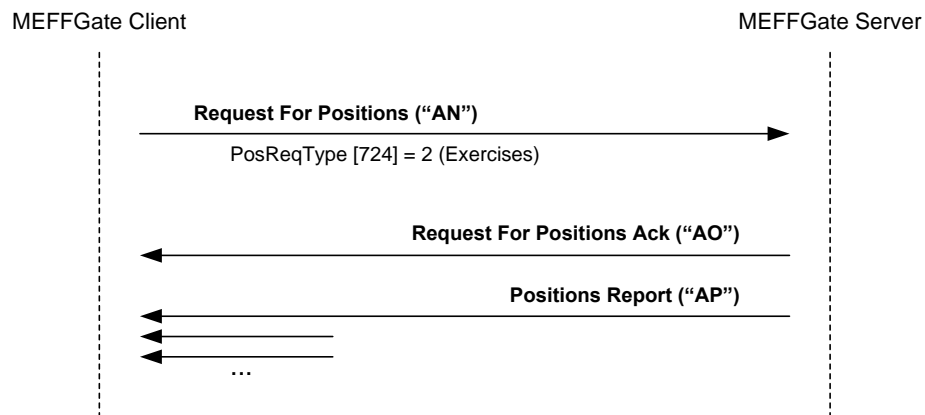 MEFFGate Client
MEFFGate Server
Request For Positions (“AN”)
PosReqType [724] = 2 (Exercises)
Request For Positions Ack (“AO”)
Positions Report (“AP”)
…